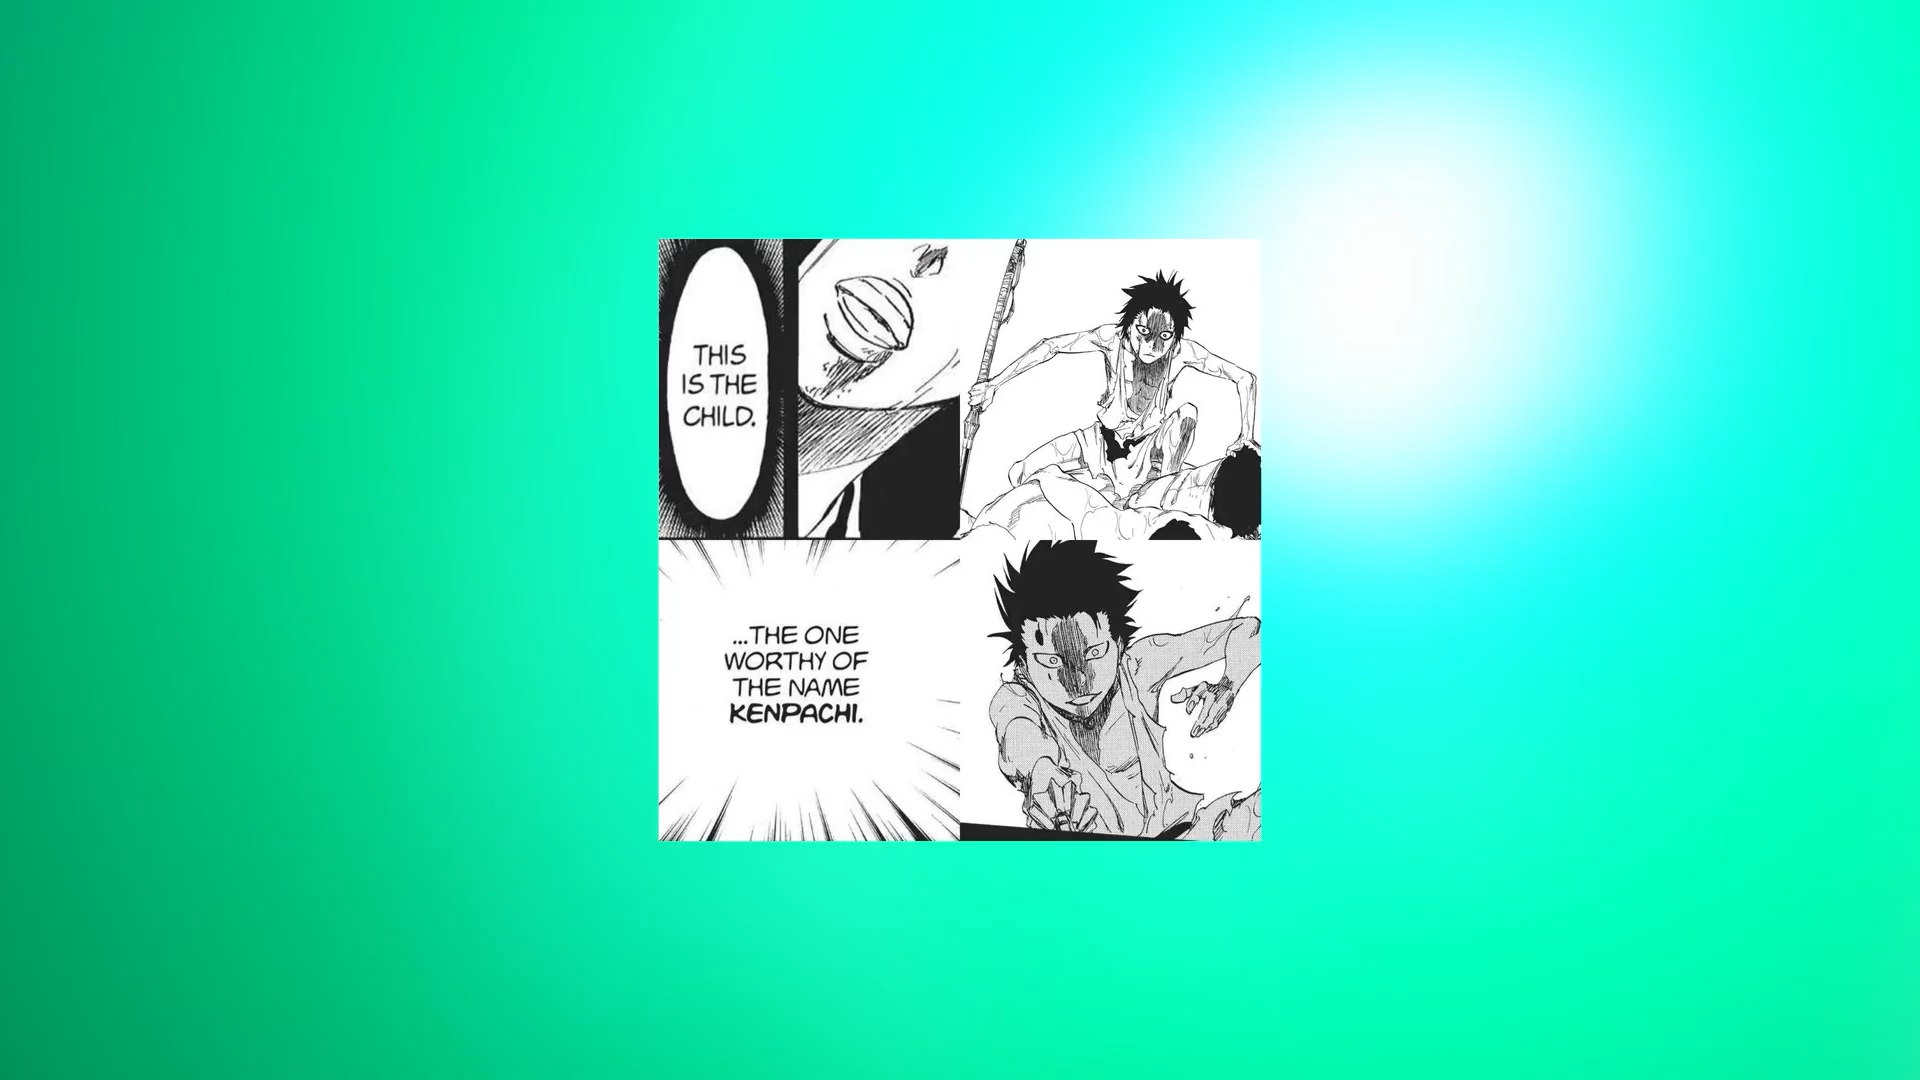 THIS
IS THE
CHILD.
...THE ONE
WORTHY OF
THE NAME
KENPACHI.